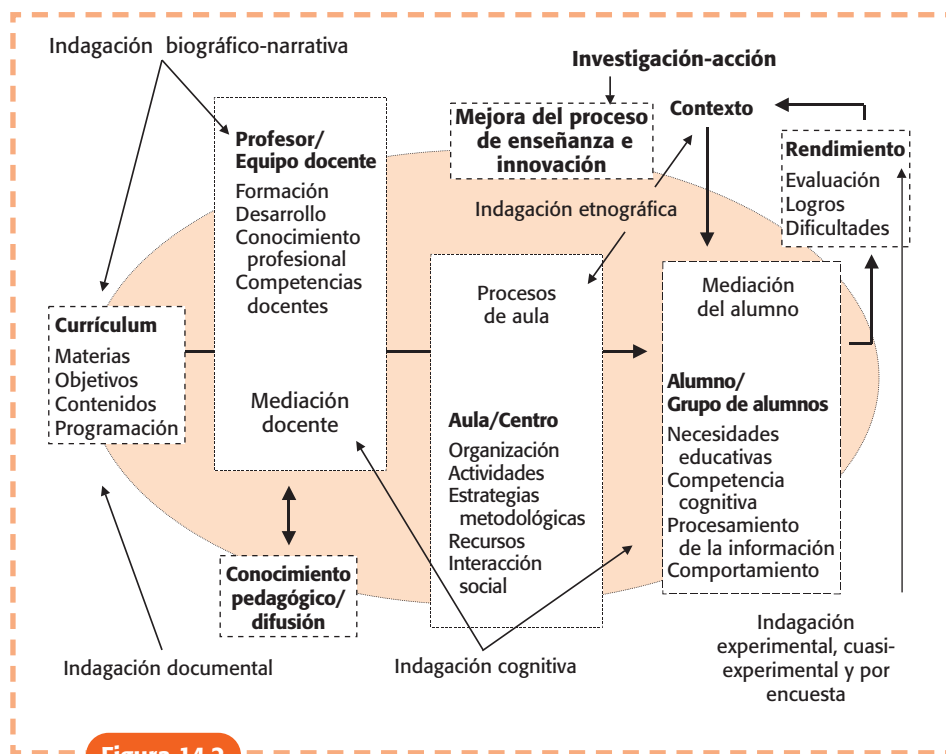 Indagación biográfico-narrativa
Investigación-acción
Mejora del proceso
de enseñanza e
innovación
Contexto
Profesor/
Equipo docente
Formación
Desarrollo
Conocimiento
profesional
Competencias
docentes
Mediación
docente
Rendimiento
Evaluación
Logros
Dificultades
Indagación etnográfica
Currículum
Materias
Objetivos
Contenidos
Programación
Procesos
de aula
Aula/Centro
Organización
Actividades
Estrategias
metodológicas
Recursos
Interacción
social
Mediación
del alumno
Alumno/
Grupo de alumnos
Necesidades
educativas
Competencia
cognitiva
Procesamiento
de la información
Comportamiento
Conocimiento
pedagógico/
difusión
Indagación documental
Indagación cognitiva
Indagación
experimental, cuasi-
experimental y por
encuesta
Figura 14.2